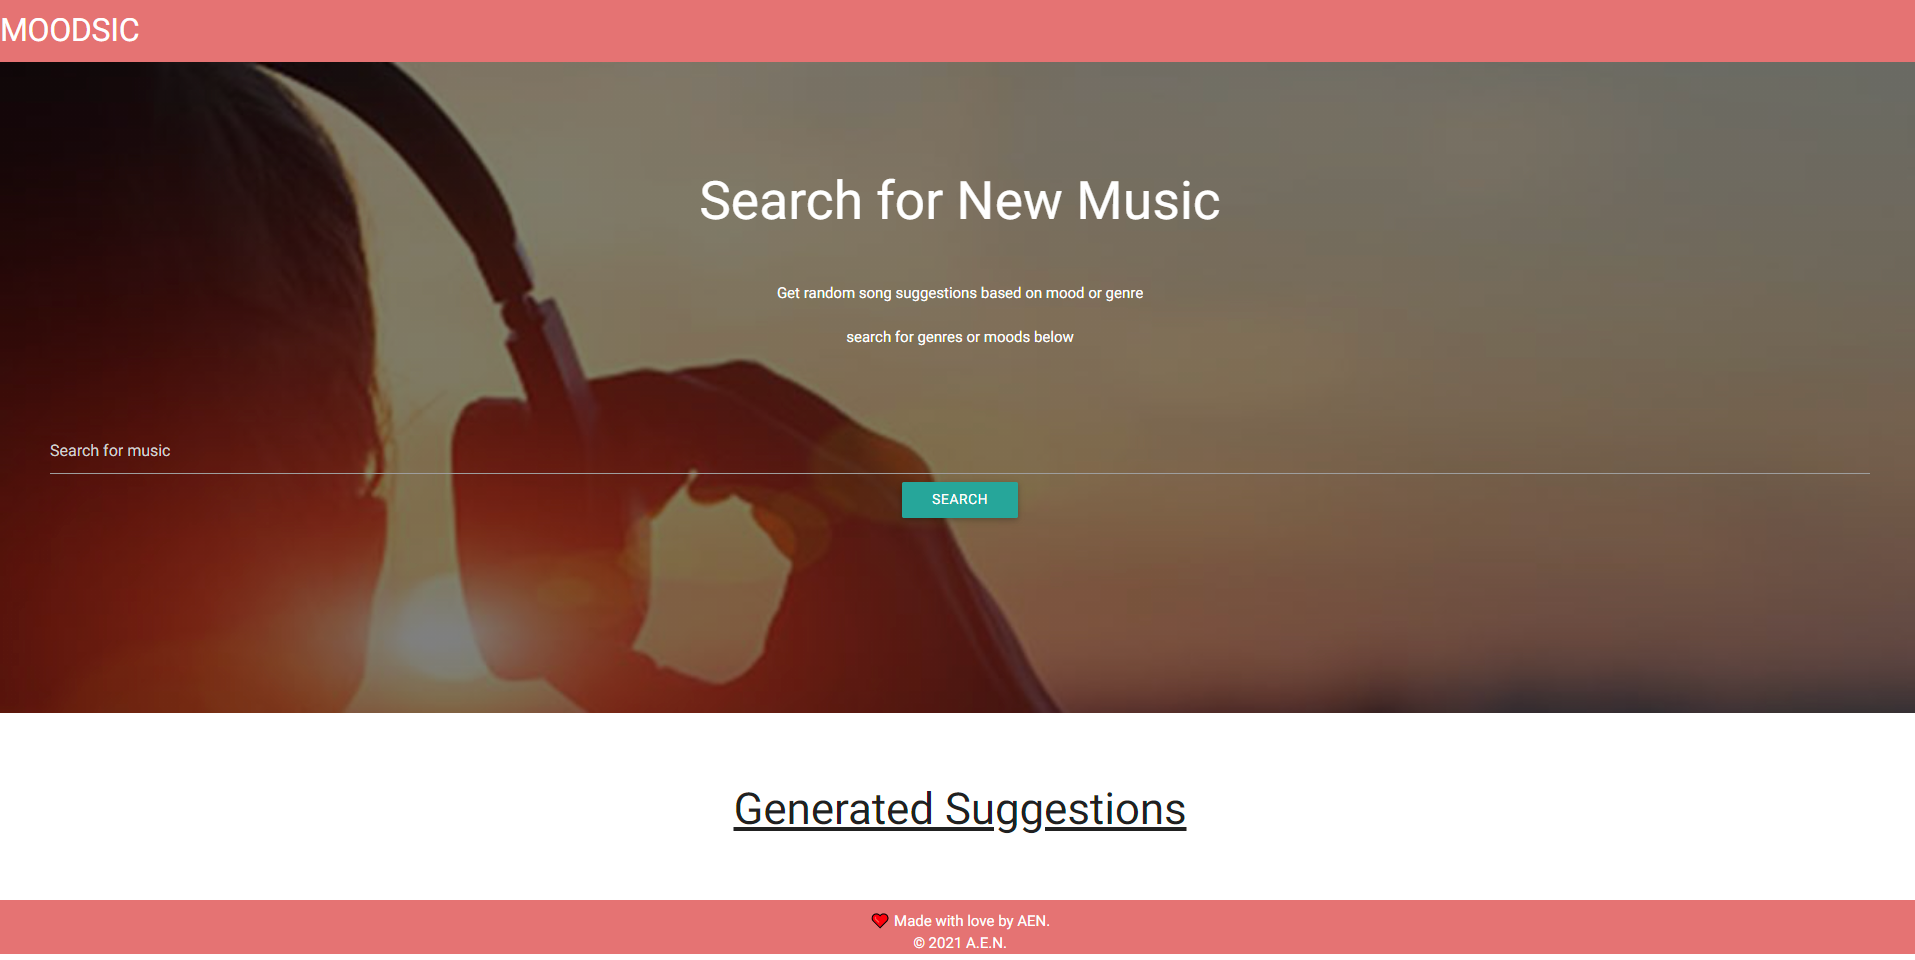 MOODSIC
Search for New Music
Get random song suggestions based on mood or genre
search for genres or moods below
Search for music
SEARCH
Generated Suggestions
Made with love by AEN.
© 2021 A.E.N.